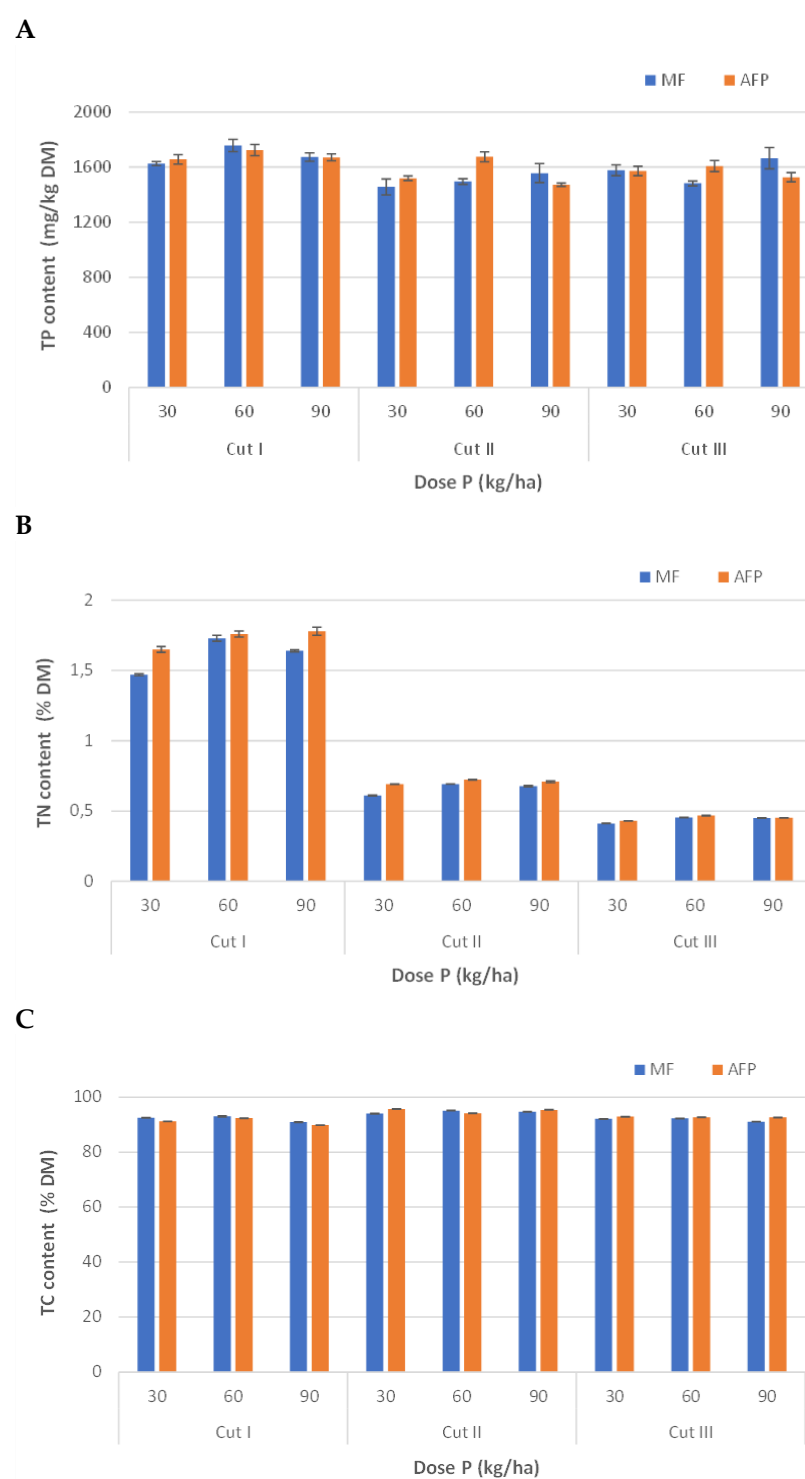 A
MF AFP
2000
1600
1200
800
400
0
TP content (mg/kg DM)
30 60 90 30 60 90 30 60 90
Cut I Cut II Cut III
Dose P (kg/ha)
B
MF AFP
2
1,5
1
0,5
0
TN content (% DM)
30 60 90 30 60 90 30 60 90
Cut I Cut II Cut III
Dose P (kg/ha)
C
MF AFP
100
80
60
40
20
0
TC content (% DM)
30 60 90 30 60 90 30 60 90
Cut I Cut II Cut III
Dose P (kg/ha)